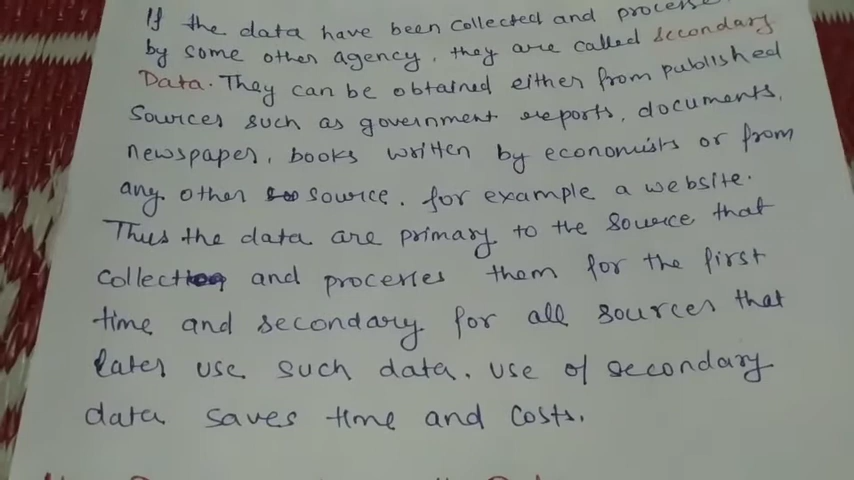 If the data have been collected and
by some other agency, they are called secondary
Data. They can be obtained either from published
Sources such as government reports, documents,
newspaper, books written by economists or from
any other source. for example a website.
Thus the data are primary to the source that
collect and processes them for the first
time and secondary for all sources that
later use such data. use of secondary
data saves time and costs.